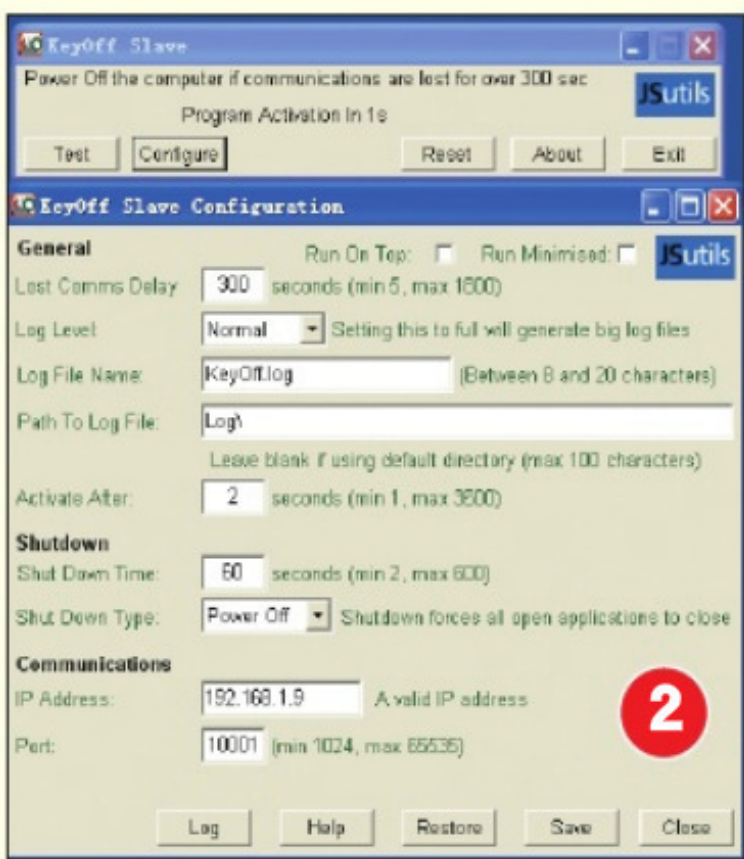 KeyOff Slave
Power Off the computer if communications are lost for over 300 sec
JSutils
Program Activation In 1s
Test Configure Reset About Exit
KeyOff Slave Configuration
General Run On Top: Run Minimised: JSutils
Lost Comms Delay 300 seconds (min 5, max 1800)
Log Level Normal Setting this to full will generate big log files
Log File Name: KeyOff.log (Between 8 and 20 characters)
Path To Log File: Log\
Leave blank if using default directory (max 100 characters)
Activate After: 2 seconds (min 1, max 3600)
Shutdown
Shut Down Time: 60 seconds (min 2, max 600)
Shut Down Type: Power Off Shutdown forces all open applications to close
Communications
IP Address: 192.168.1.9 A valid IP address
2
Port: 10001 (min 1024, max 65535)
Log Help Restore Save Close